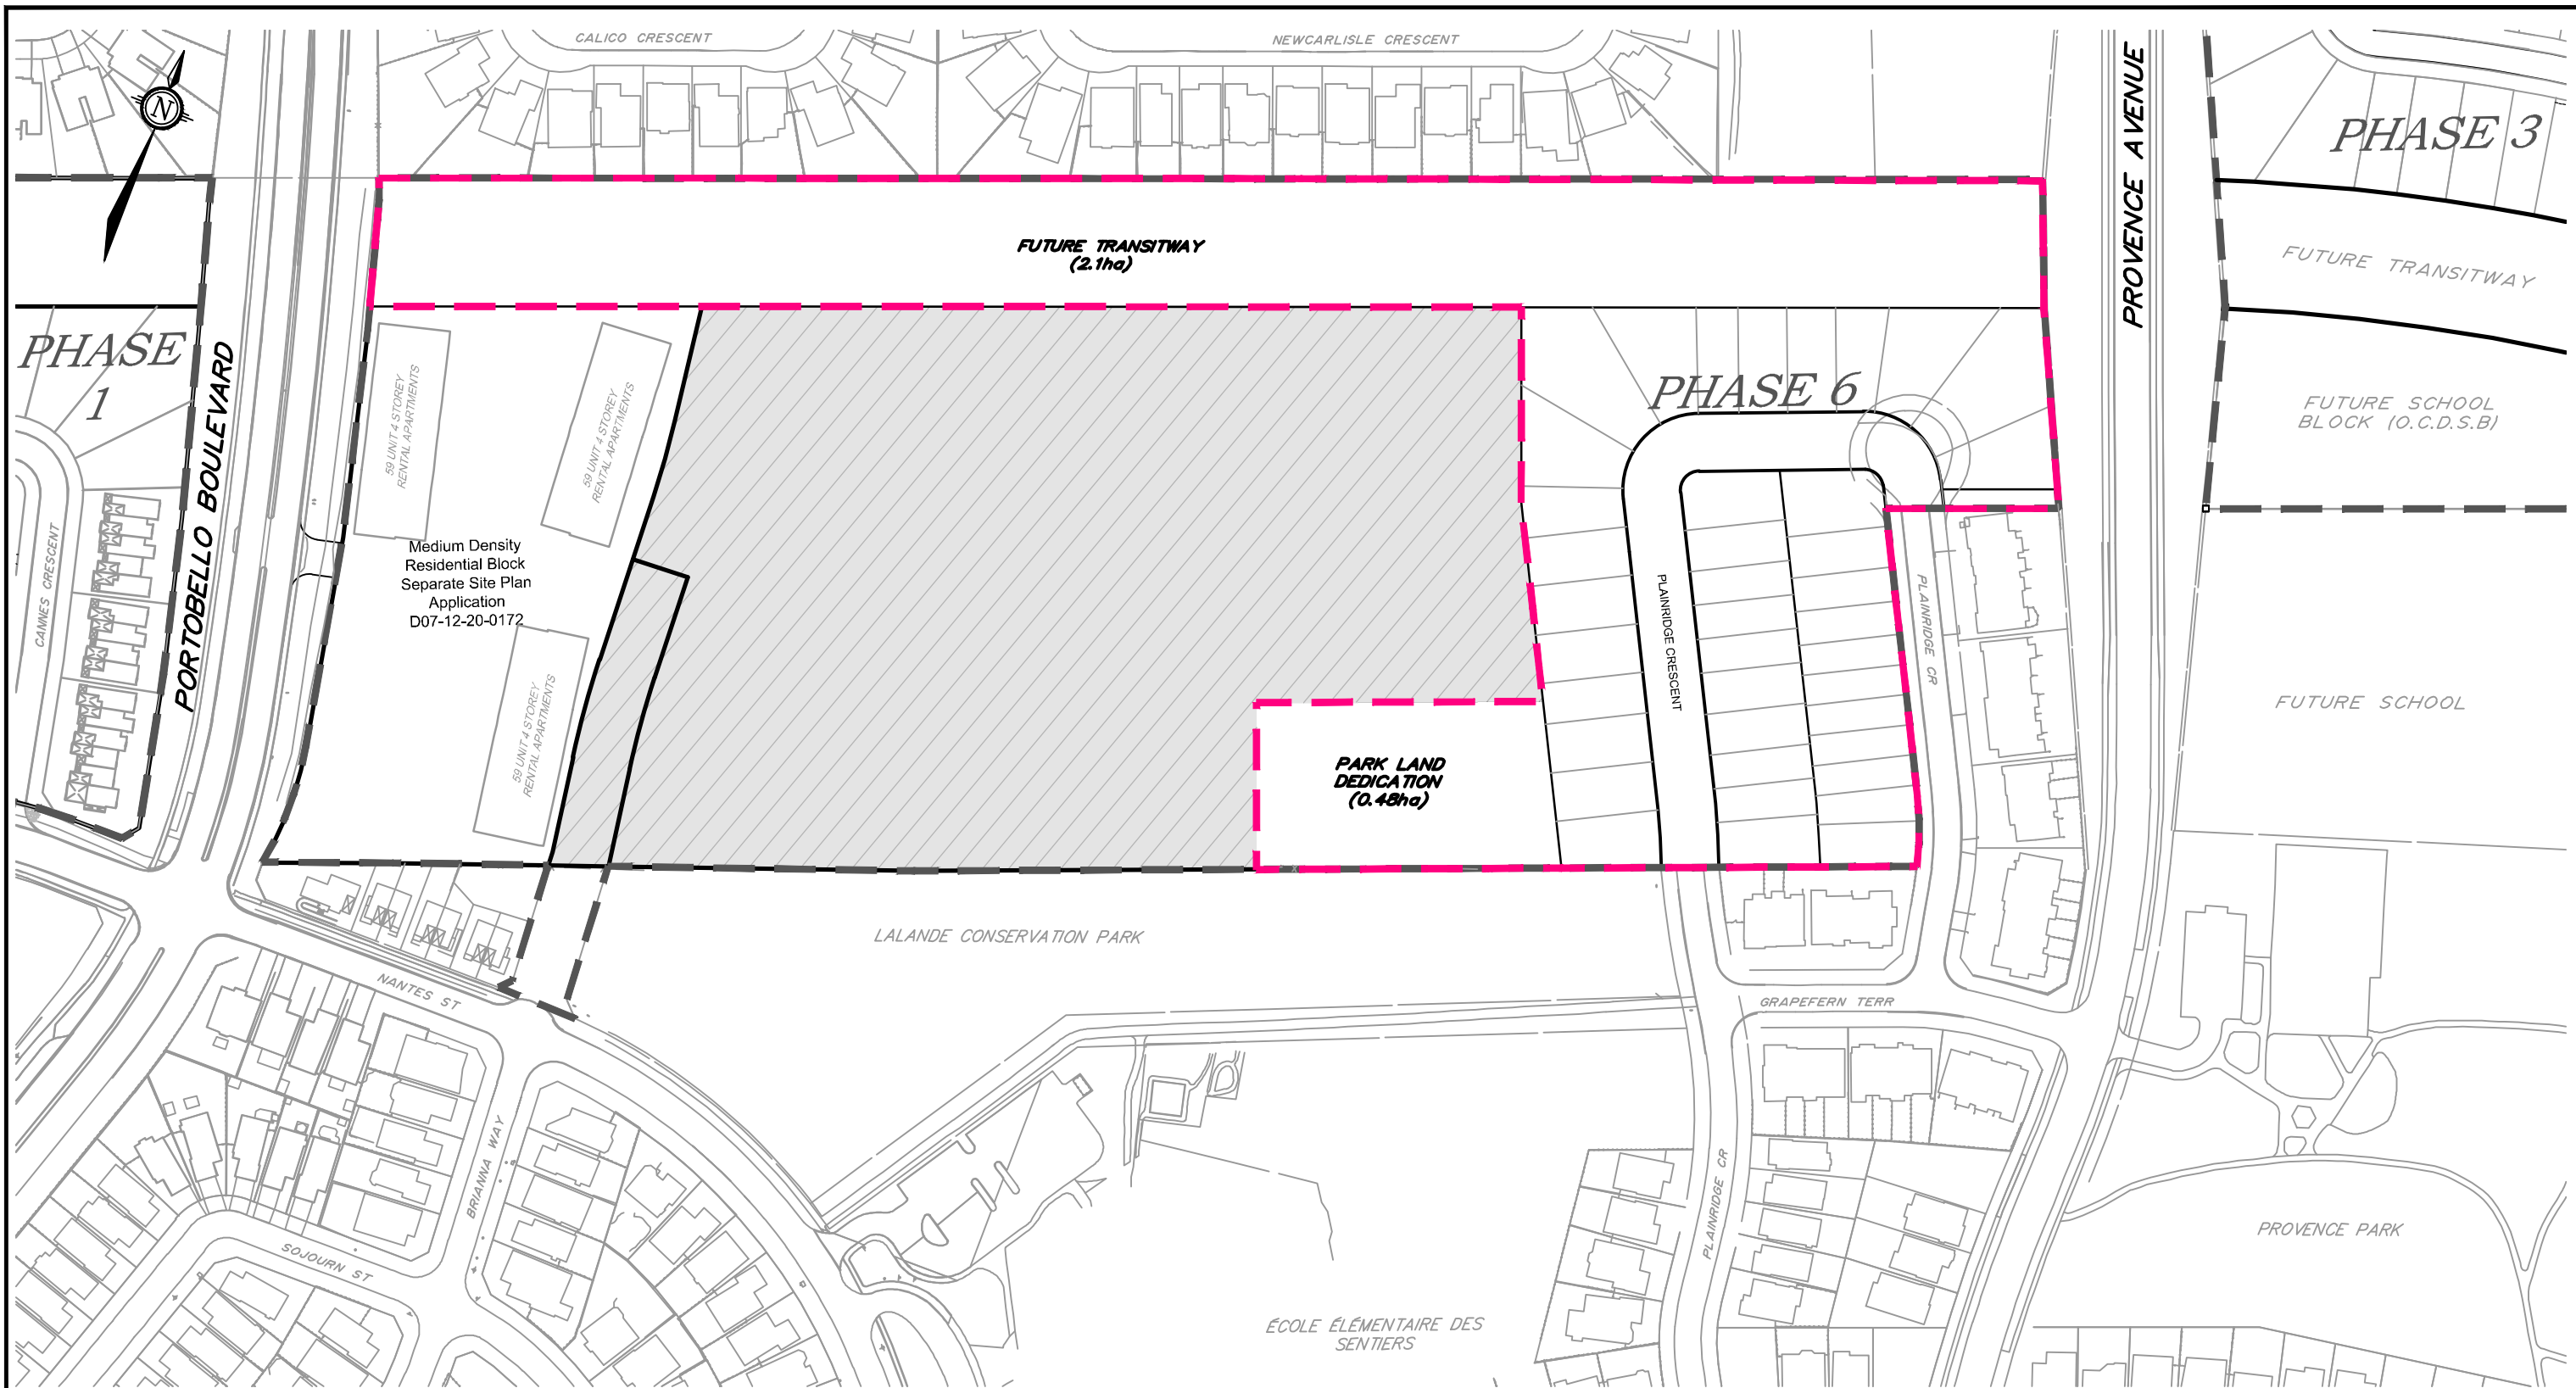 CALICO CRESCENT
NEWCARLISLE CRESCENT
N
PROVENCE AVENUE
PHASE 3
FUTURE TRANSITWAY
(2.1ha)
FUTURE TRANSITWAY
PHASE
1
PORTOBELLO BOULEVARD
59 UNIT 4 STOREY
RENTAL APARTMENTS
59 UNIT 4 STOREY
RENTAL APARTMENTS
PHASE 6
FUTURE SCHOOL
BLOCK (O.C.D.S.B)
CANNES CRESCENT
Medium Density
Residential Block
Separate Site Plan
Application
D07-12-20-0172
PLAINRIDGE CRESCENT
PLAINRIDGE CR
59 UNIT 4 STOREY
RENTAL APARTMENTS
FUTURE SCHOOL
PARK LAND
DEDICATION
(0.48ha)
LALANDE CONSERVATION PARK
NANTES ST
GRAPEFERN TERR
BRIANNA WAY
PLAINRIDGE CR
SOJOURN ST
PROVENCE PARK
ÉCOLE ÉLÉMENTAIRE DES
SENTIERS